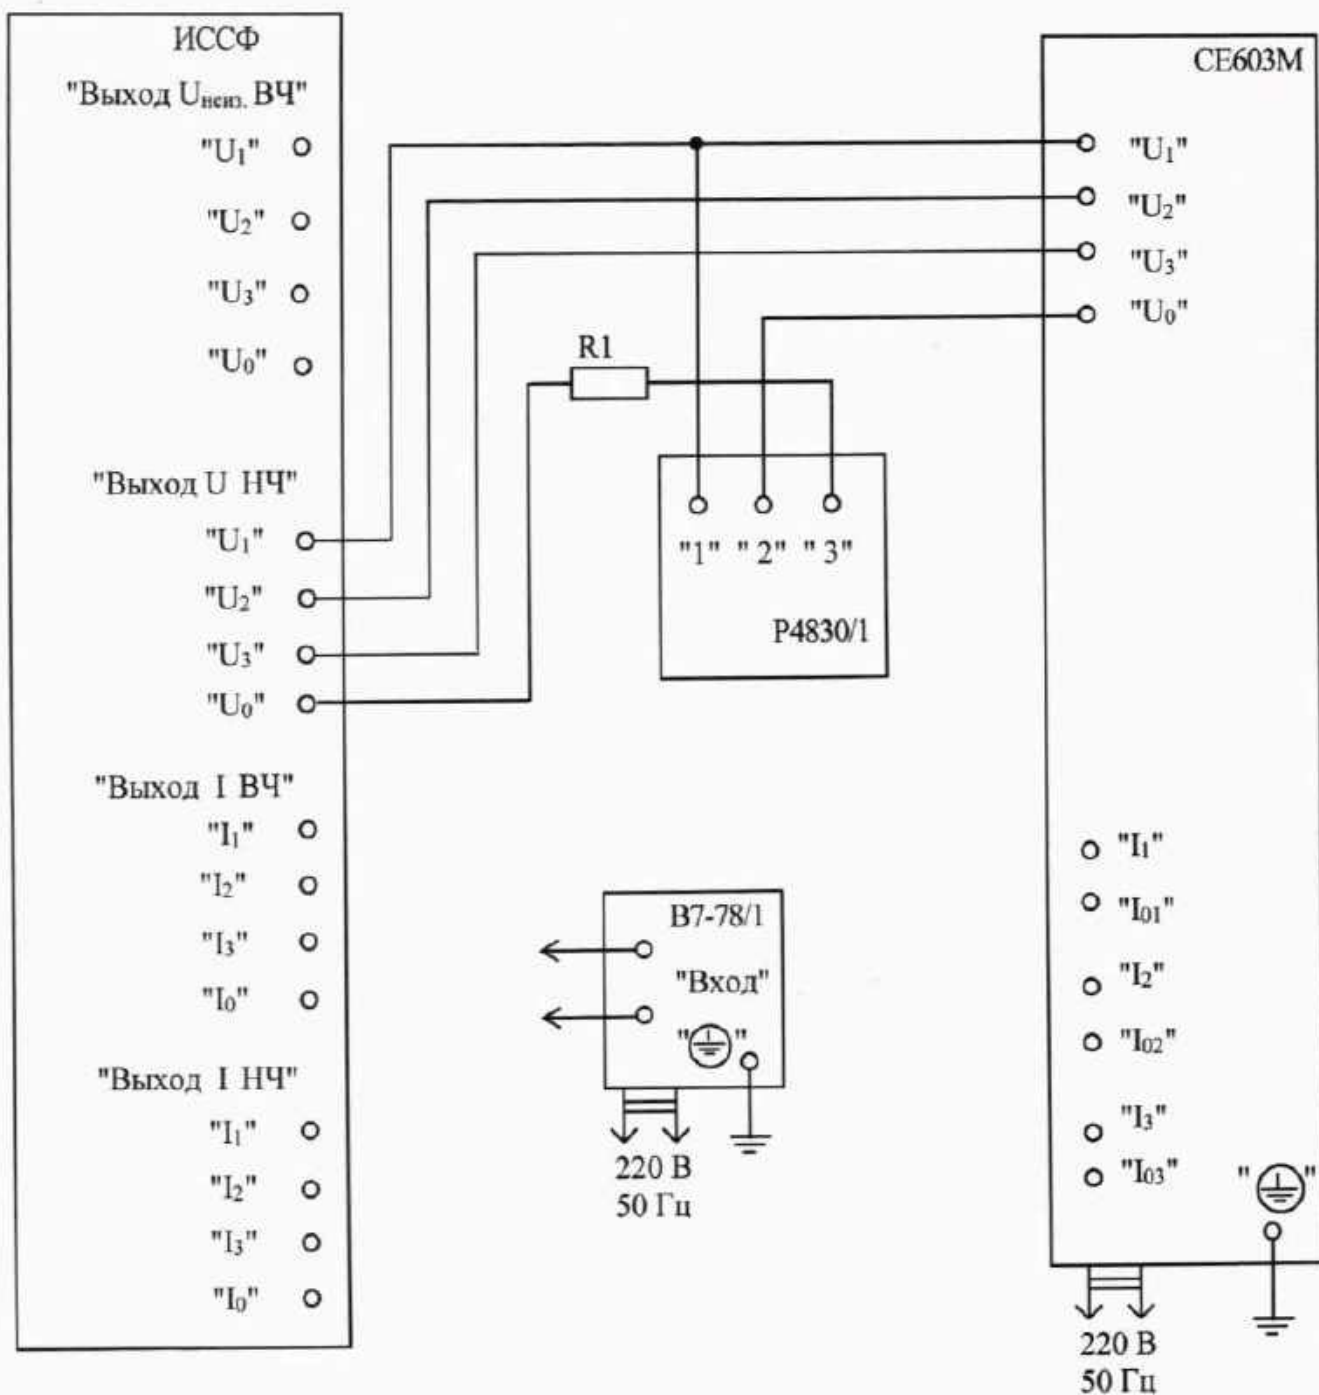 ИССФ
"Выход Uнеиз. ВЧ"
"U₁"
"U₂"
"U₃"
"U₀"
"Выход U НЧ"
"U₁"
"U₂"
"U₃"
"U₀"
"Выход I ВЧ"
"I₁"
"I₂"
"I₃"
"I₀"
"Выход I НЧ"
"I₁"
"I₂"
"I₃"
"I₀"
R1
"1" "2" "3"
Р4830/1
В7-78/1
"Вход"
" "
220 В
50 Гц
СЕ603М
"U₁"
"U₂"
"U₃"
"U₀"
"I₁"
"I₀₁"
"I₂"
"I₀₂"
"I₃"
"I₀₃"
" "
220 В
50 Гц